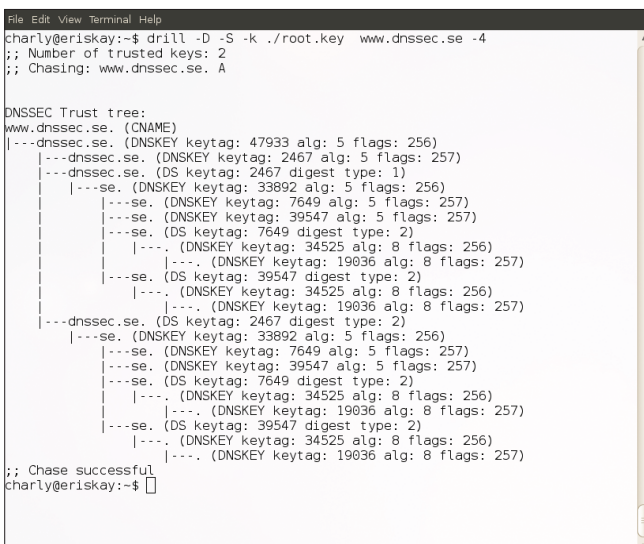 File Edit View Terminal Help
charly@eriskay:~$ drill -D -S -k ./root.key  www.dnssec.se -4
;; Number of trusted keys: 2
;; Chasing: www.dnssec.se. A


DNSSEC Trust tree:
www.dnssec.se. (CNAME)
|---dnssec.se. (DNSKEY keytag: 47933 alg: 5 flags: 256)
    |---dnssec.se. (DNSKEY keytag: 2467 alg: 5 flags: 257)
    |---dnssec.se. (DS keytag: 2467 digest type: 1)
    |   |---se. (DNSKEY keytag: 33892 alg: 5 flags: 256)
    |       |---se. (DNSKEY keytag: 7649 alg: 5 flags: 257)
    |       |---se. (DNSKEY keytag: 39547 alg: 5 flags: 257)
    |       |---se. (DS keytag: 7649 digest type: 2)
    |       |   |---. (DNSKEY keytag: 34525 alg: 8 flags: 256)
    |       |       |---. (DNSKEY keytag: 19036 alg: 8 flags: 257)
    |       |---se. (DS keytag: 39547 digest type: 2)
    |           |---. (DNSKEY keytag: 34525 alg: 8 flags: 256)
    |               |---. (DNSKEY keytag: 19036 alg: 8 flags: 257)
    |---dnssec.se. (DS keytag: 2467 digest type: 2)
        |---se. (DNSKEY keytag: 33892 alg: 5 flags: 256)
            |---se. (DNSKEY keytag: 7649 alg: 5 flags: 257)
            |---se. (DNSKEY keytag: 39547 alg: 5 flags: 257)
            |---se. (DS keytag: 7649 digest type: 2)
            |   |---. (DNSKEY keytag: 34525 alg: 8 flags: 256)
            |       |---. (DNSKEY keytag: 19036 alg: 8 flags: 257)
            |---se. (DS keytag: 39547 digest type: 2)
                |---. (DNSKEY keytag: 34525 alg: 8 flags: 256)
                    |---. (DNSKEY keytag: 19036 alg: 8 flags: 257)
;; Chase successful
charly@eriskay:~$